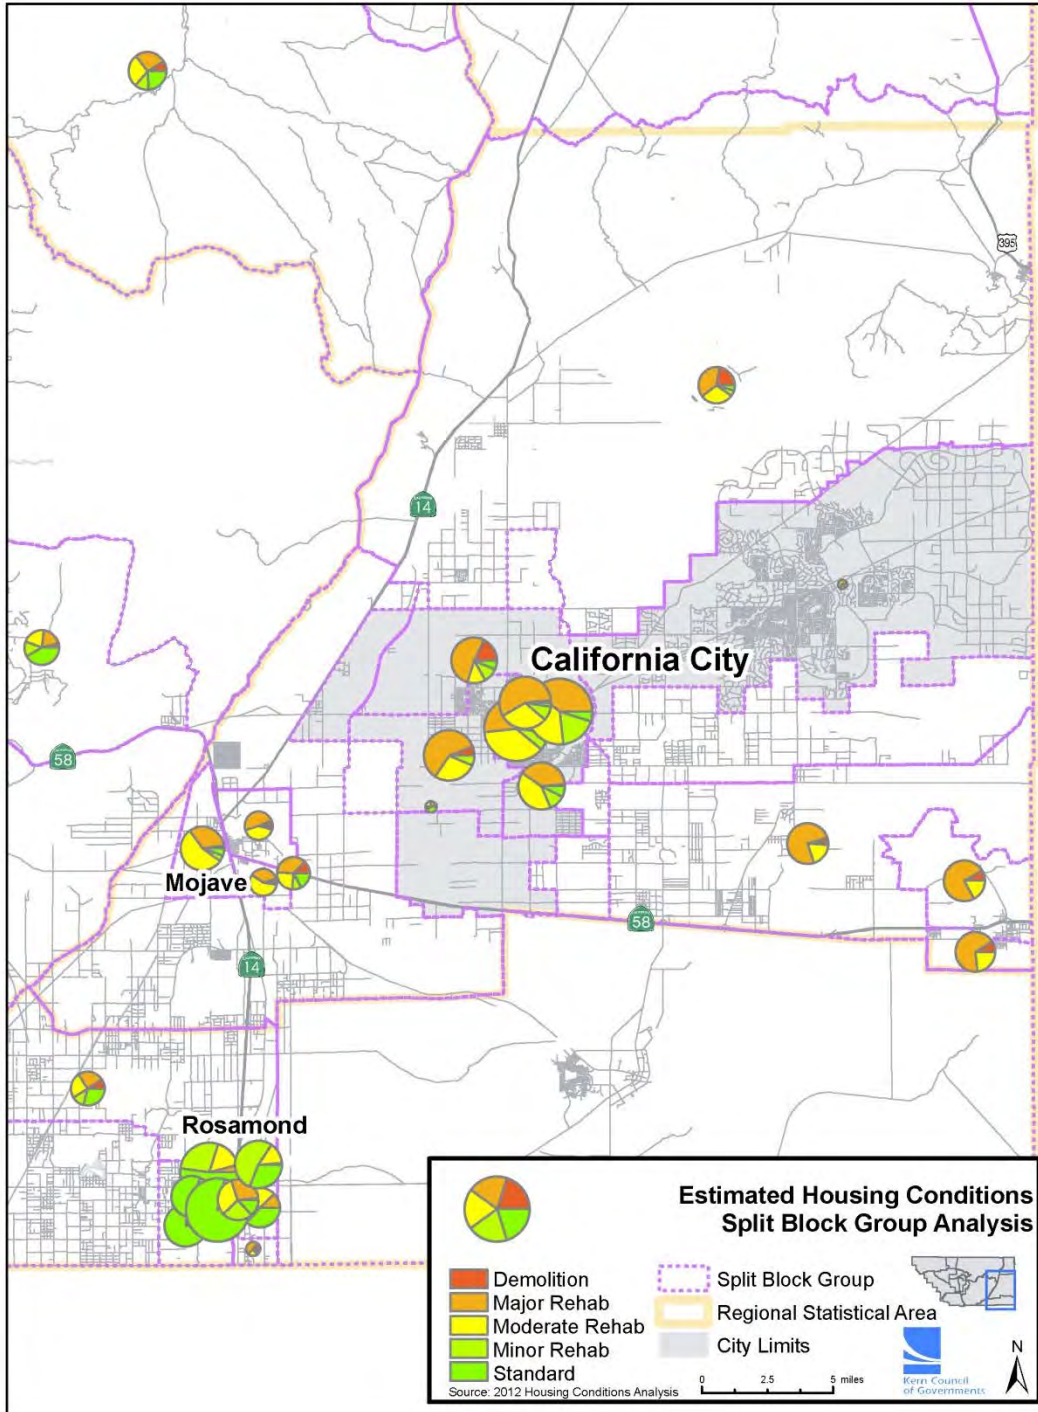 395
14
California City
58
Mojave
58
14
Rosamond
Estimated Housing Conditions
Split Block Group Analysis
Demolition
Major Rehab
Moderate Rehab
Minor Rehab
Standard
Split Block Group
Regional Statistical Area
City Limits
Source: 2012 Housing Conditions Analysis
0 2.5 5 miles
Kern Council
of Governments
N